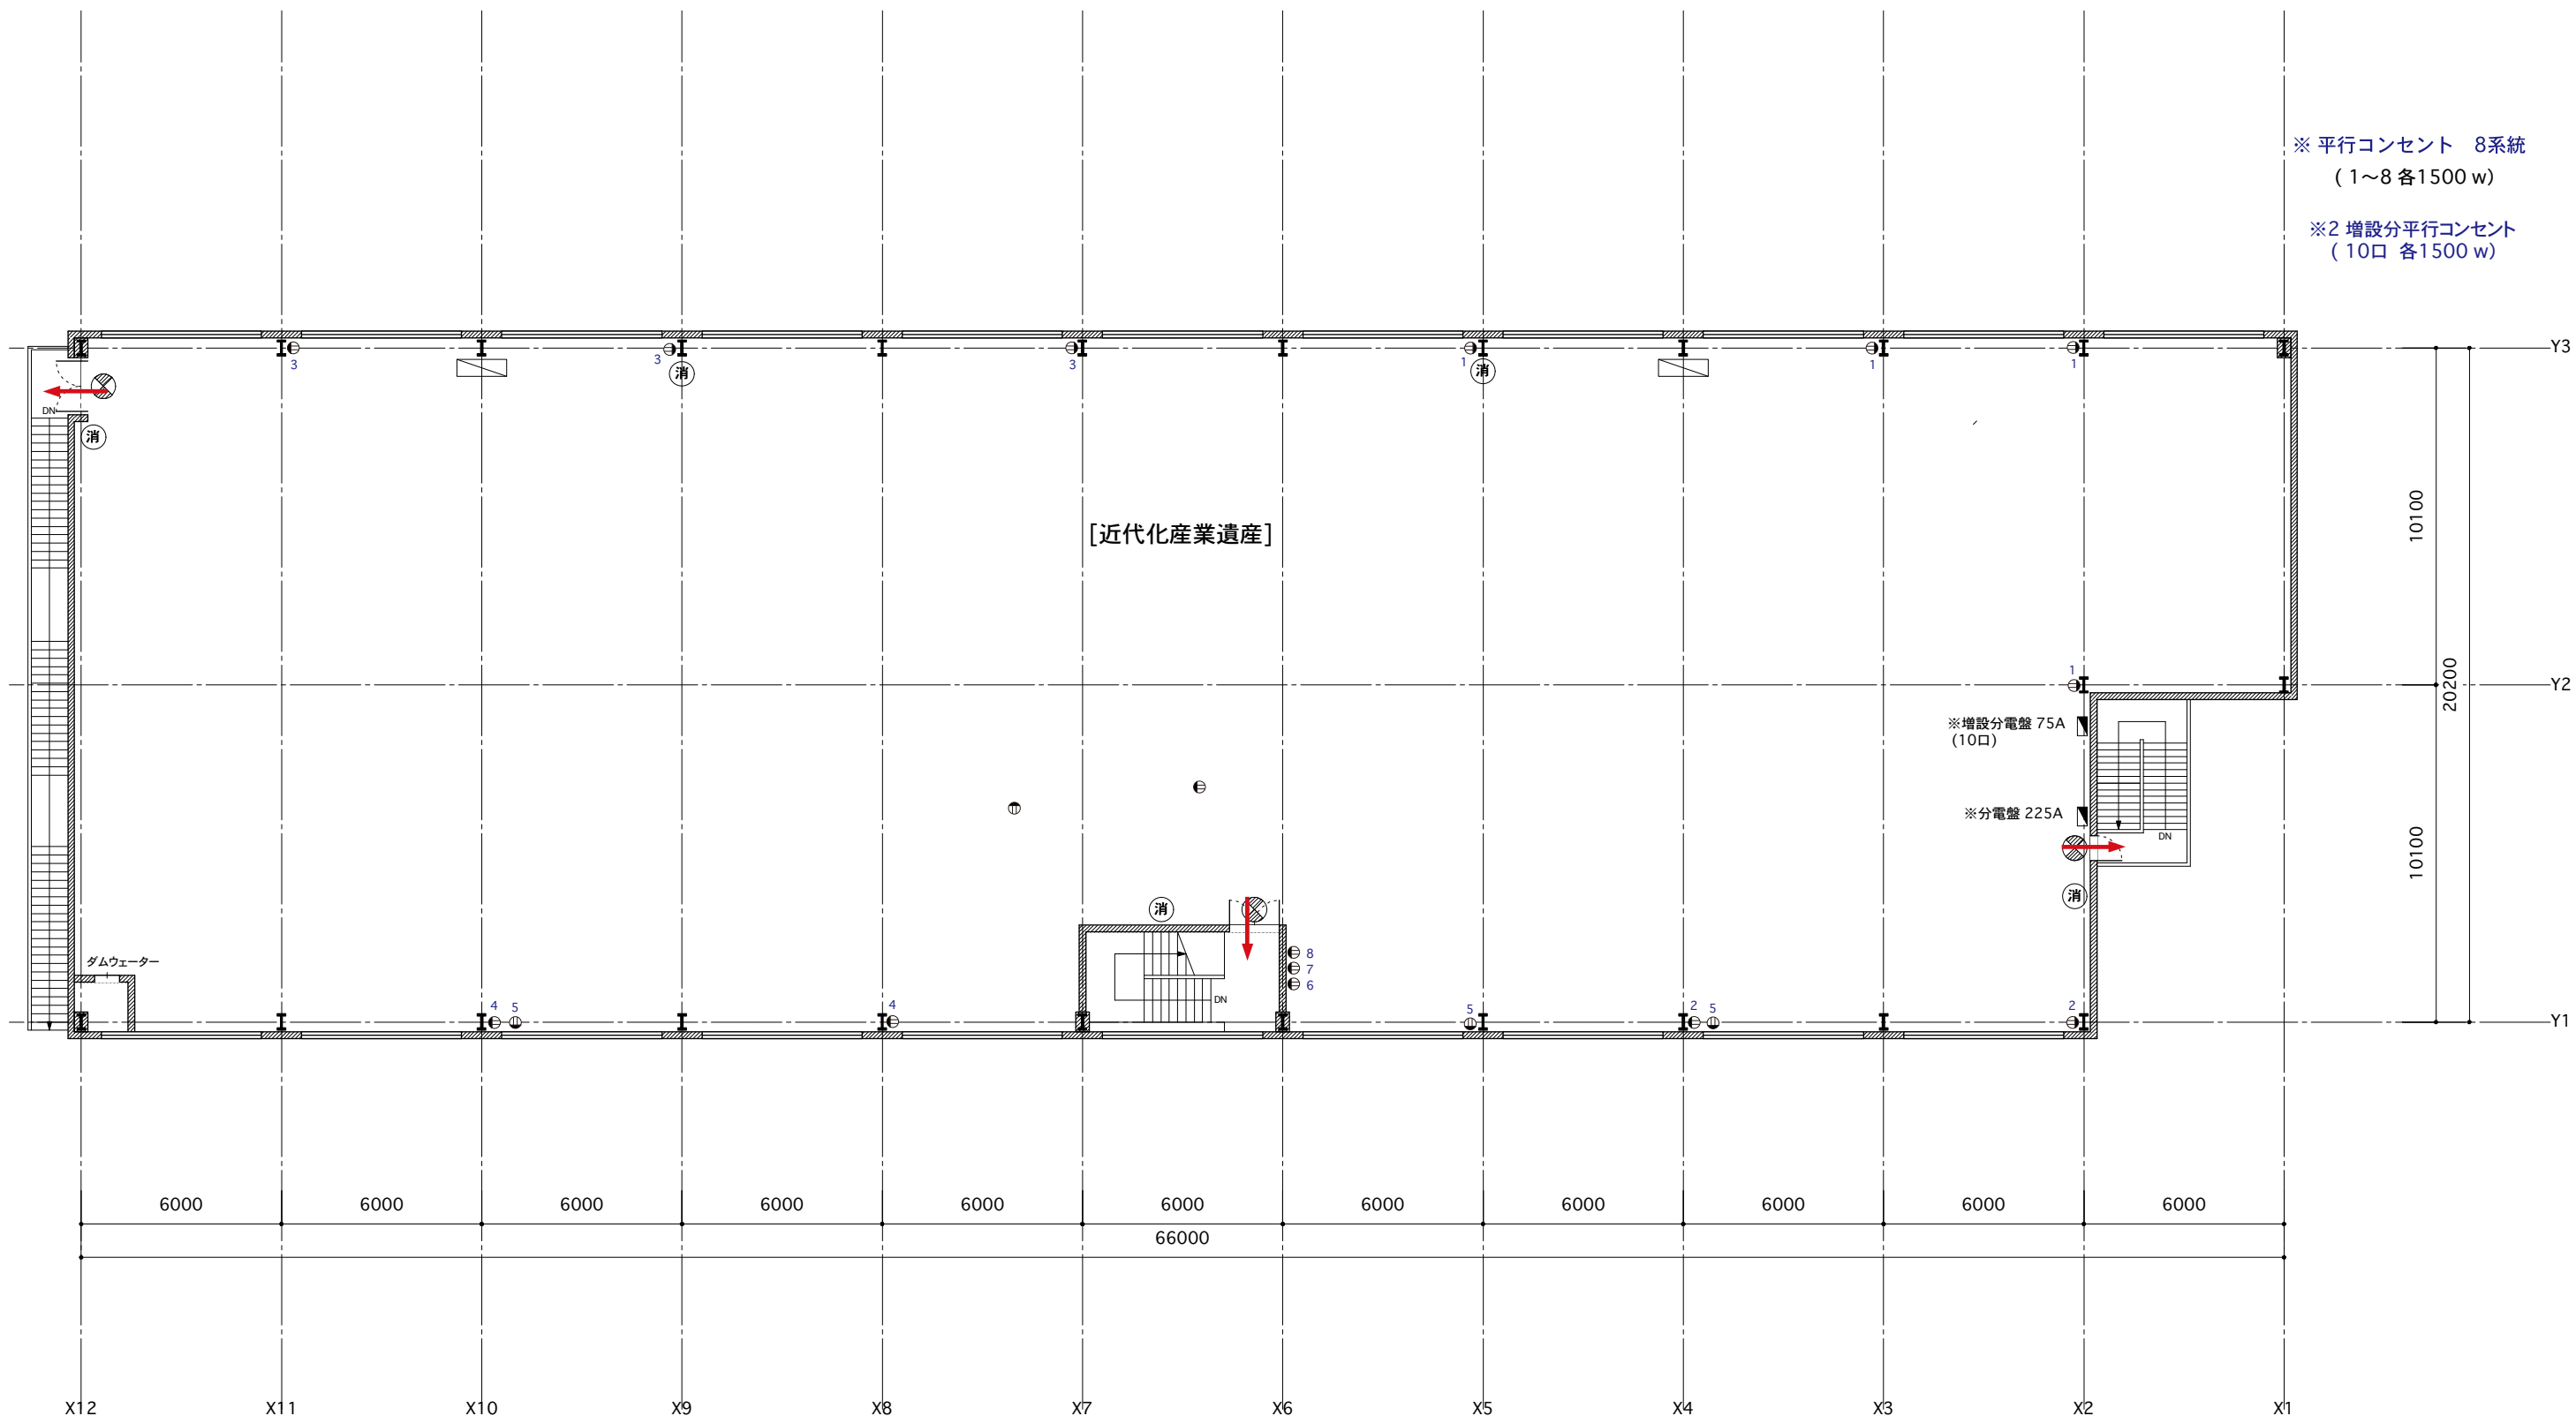 ※ 平行コンセント　8系統
( 1～8 各1500 w)
※2 増設分平行コンセント
( 10口 各1500 w)
3
3
3
1
1
1
Y3
消
消
DN
消
10100
[近代化産業遺産]
1
Y2
20200
※増設分電盤 75A
(10口)
※分電盤 225A
DN
10100
消
消
ダムウェーター
8
7
6
DN
4
5
4
5
2
5
2
Y1
6000
6000
6000
6000
6000
6000
6000
6000
6000
6000
6000
66000
X12
X11
X10
X9
X8
X7
X6
X5
X4
X3
X2
X1